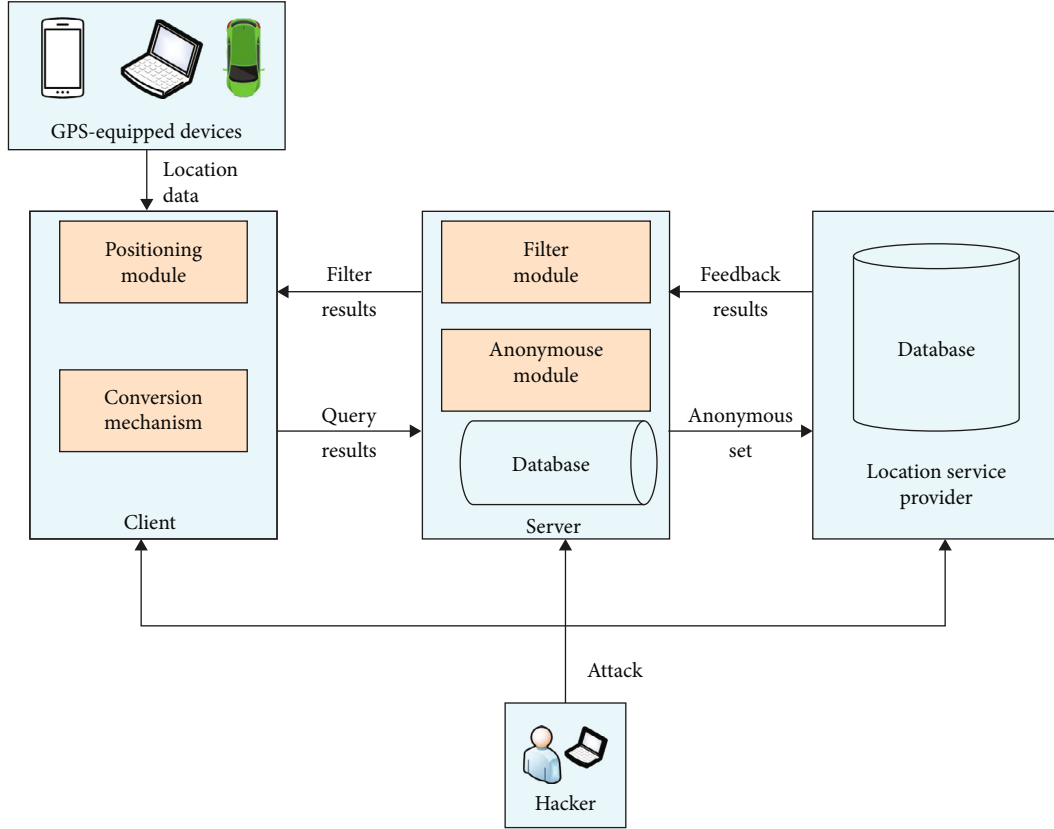 GPS-equipped devices
Location
data
Positioning
module
Conversion
mechanism
Client
Filter
results
Query
results
Filter
module
Anonymouse
module
Database
Server
Feedback
results
Anonymous
set
Database
Location service
provider
Attack
Hacker